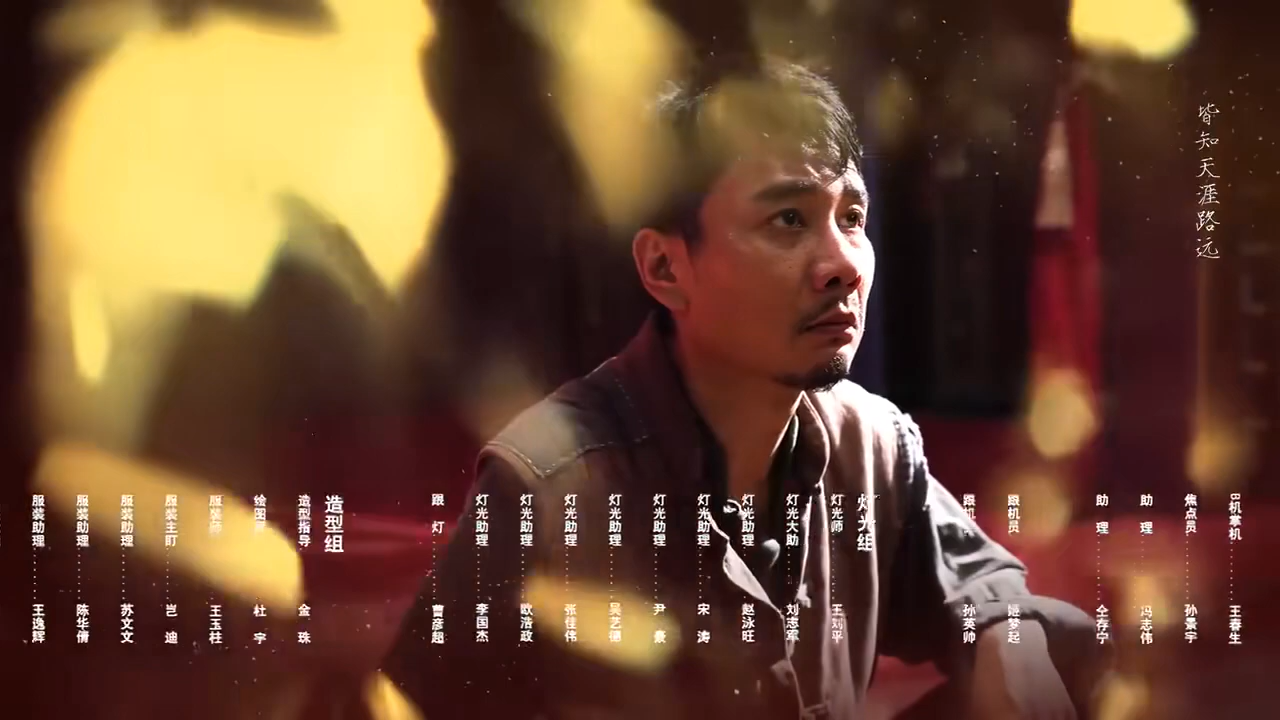 皆知天涯路远
B机掌机……王春生
焦点员……孙景宇
助 理……冯志伟
助 理……仝存宁
跟机员……娅梦起
跟机员……孙英帅
灯光组
灯光师……王刘平
灯光大助……刘志军
灯光助理……赵泳旺
灯光助理……宋 涛
灯光助理……尹 豪
灯光助理……吴艺德
灯光助理……张佳伟
灯光助理……欧浩政
灯光助理……李国杰
跟 灯……曹彦超
造型组
造型指导……金 珠
绘图师……杜 宇
王玉柱
服装主盯……岂 迪
服装助理……苏文文
服装助理……陈华倩
服装助理……王逸辉